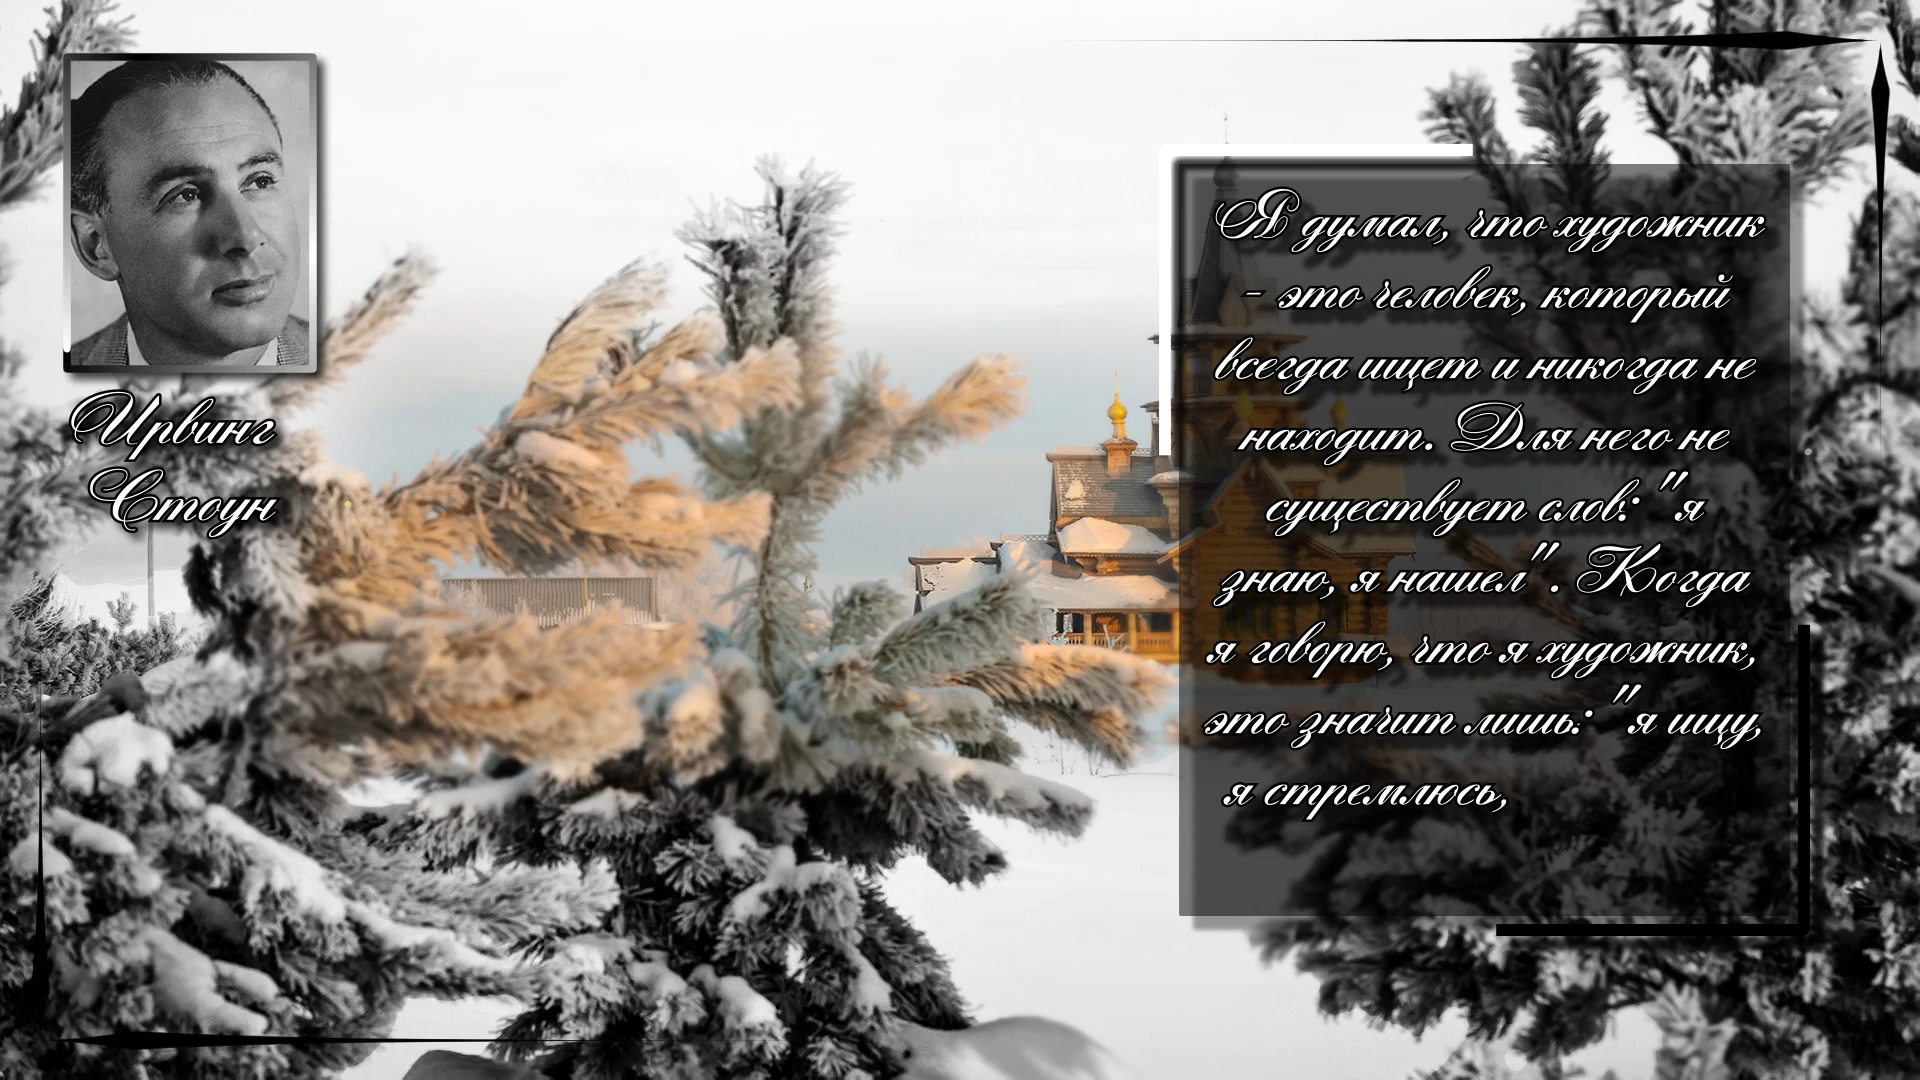 Ирвинг
Стоун
Я думал, что художник
- это человек, который
всегда ищет и никогда не
находит. Для него не
существует слов: "я
знаю, я нашел". Когда
я говорю, что я художник,
это значит лишь: "я ищу,
я стремлюсь,